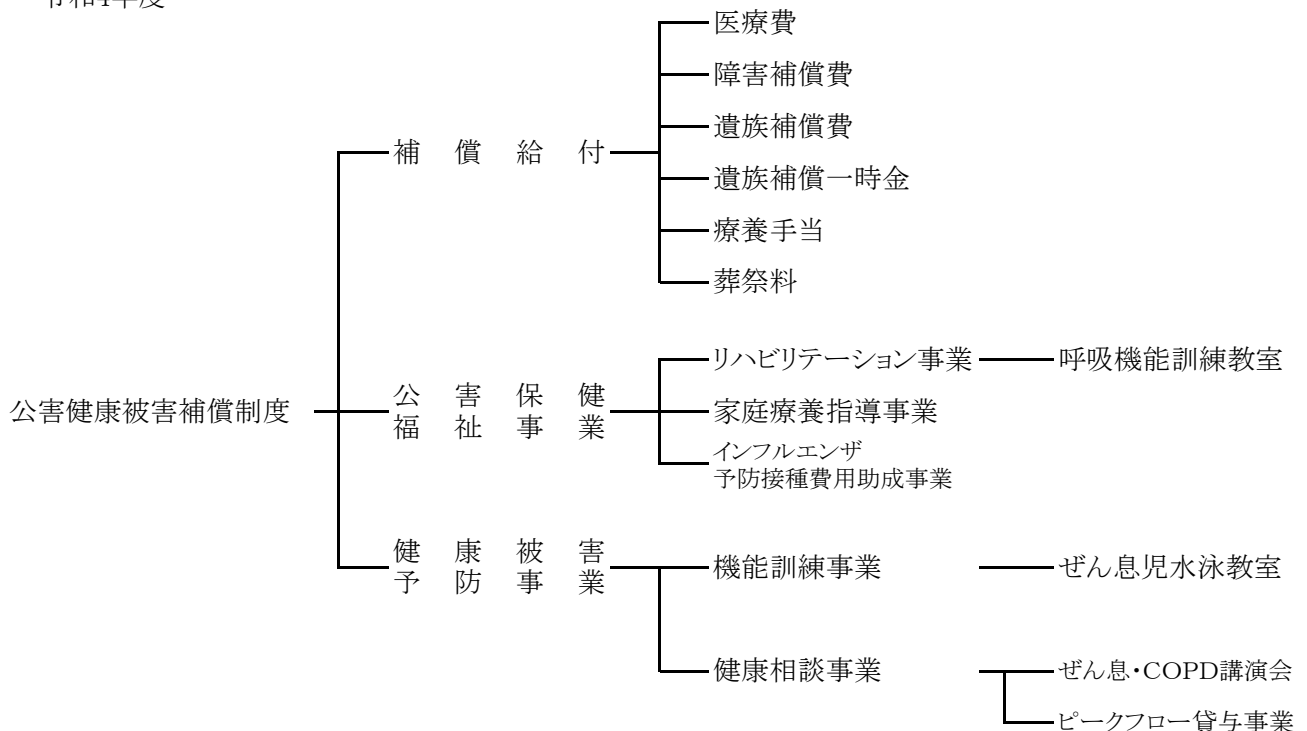 令和4年度
医療費
障害補償費
遺族補償費
補償給付
遺族補償一時金
療養手当
葬祭料
リハビリテーション事業
呼吸機能訓練教室
公害健康被害補償制度
公害保健
福祉事業
家庭療養指導事業
インフルエンザ
予防接種費用助成事業
健康被害
予防事業
機能訓練事業
ぜん息児水泳教室
健康相談事業
ぜん息・COPD講演会
ピークフロー貸与事業